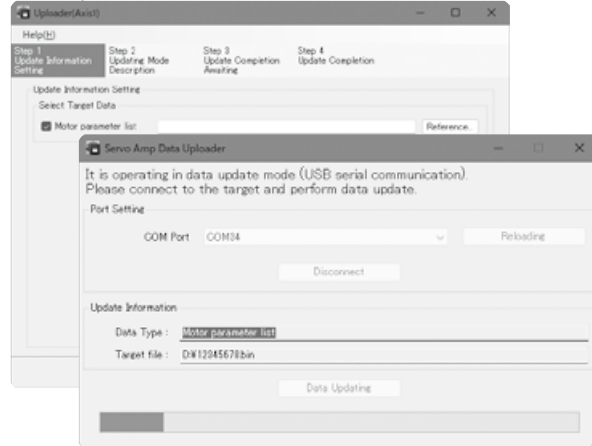 Uploader(Axist)
Help(H)
Step 1
Update Information
Setting
Step 2
Updating Mode
Description
Step 3
Update Completion
Awaiting
Step 4
Update Completion
Update Information Setting
Select Target Data
Motor parameter list
Reference..
Servo Amp Data Uploader
It is operating in data update mode (USB serial communication).
Please connect to the target and perform data update.
Port Setting
COM Port COM34 Reloading
Disconnect
Update Information
Data Type : Motor parameter list
Target file : D:¥12345678.bin
Data Updating